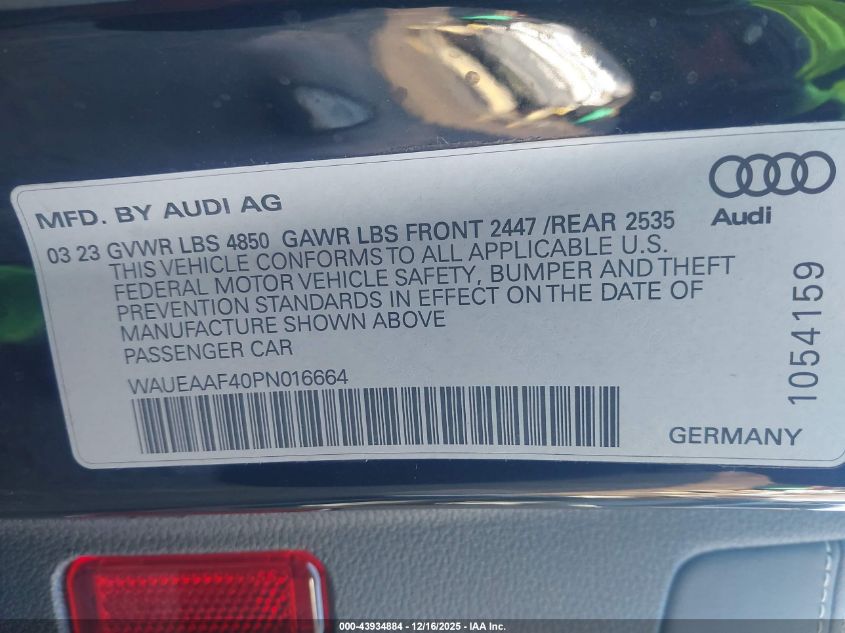 MFD. BY AUDI AG
Audi
03 23 GVWR LBS 4850 GAWR LBS FRONT 2447 /REAR 2535
THIS VEHICLE CONFORMS TO ALL APPLICABLE U.S.
FEDERAL MOTOR VEHICLE SAFETY, BUMPER AND THEFT
PREVENTION STANDARDS IN EFFECT ON THE DATE OF
MANUFACTURE SHOWN ABOVE
PASSENGER CAR
WAUEAAF40PN016664
GERMANY
1054159
000-43934884 - 12/16/2025 - IAA Inc.